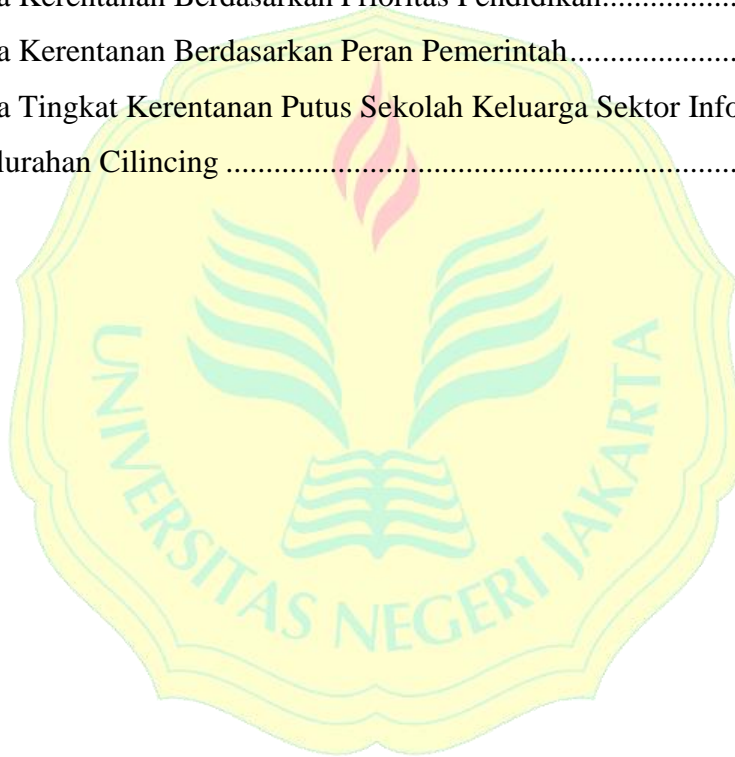 a Kerentanan Berdasarkan Prioritas Pendidikan....................
a Kerentanan Berdasarkan Peran Pemerintah........................
a Tingkat Kerentanan Putus Sekolah Keluarga Sektor Info
lurahan Cilincing ...............................................................
UNIVERSITAS NEGERI JAKARTA